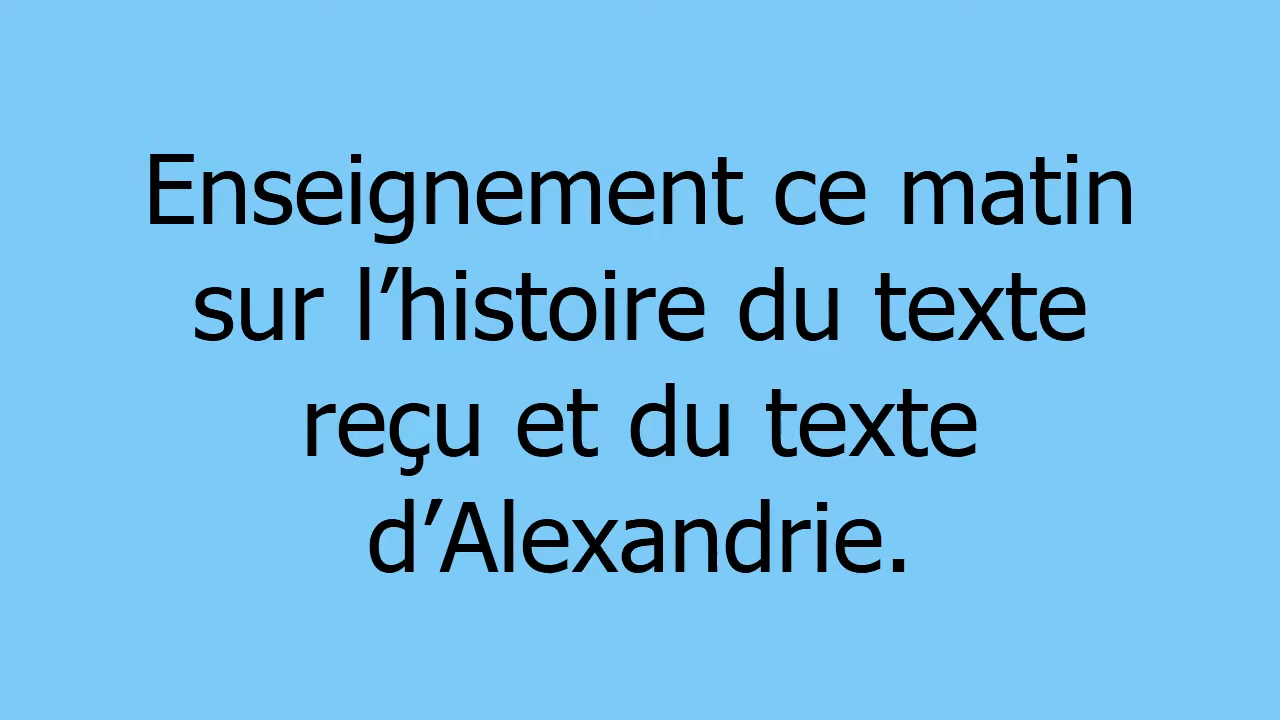 Enseignement ce matin
sur l’histoire du texte
reçu et du texte
d’Alexandrie.